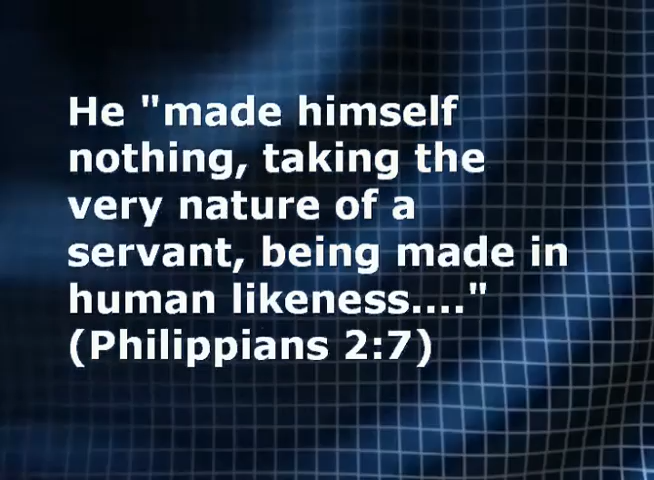 He "made himself
nothing, taking the
very nature of a
servant, being made in
human likeness...."
(Philippians 2:7)